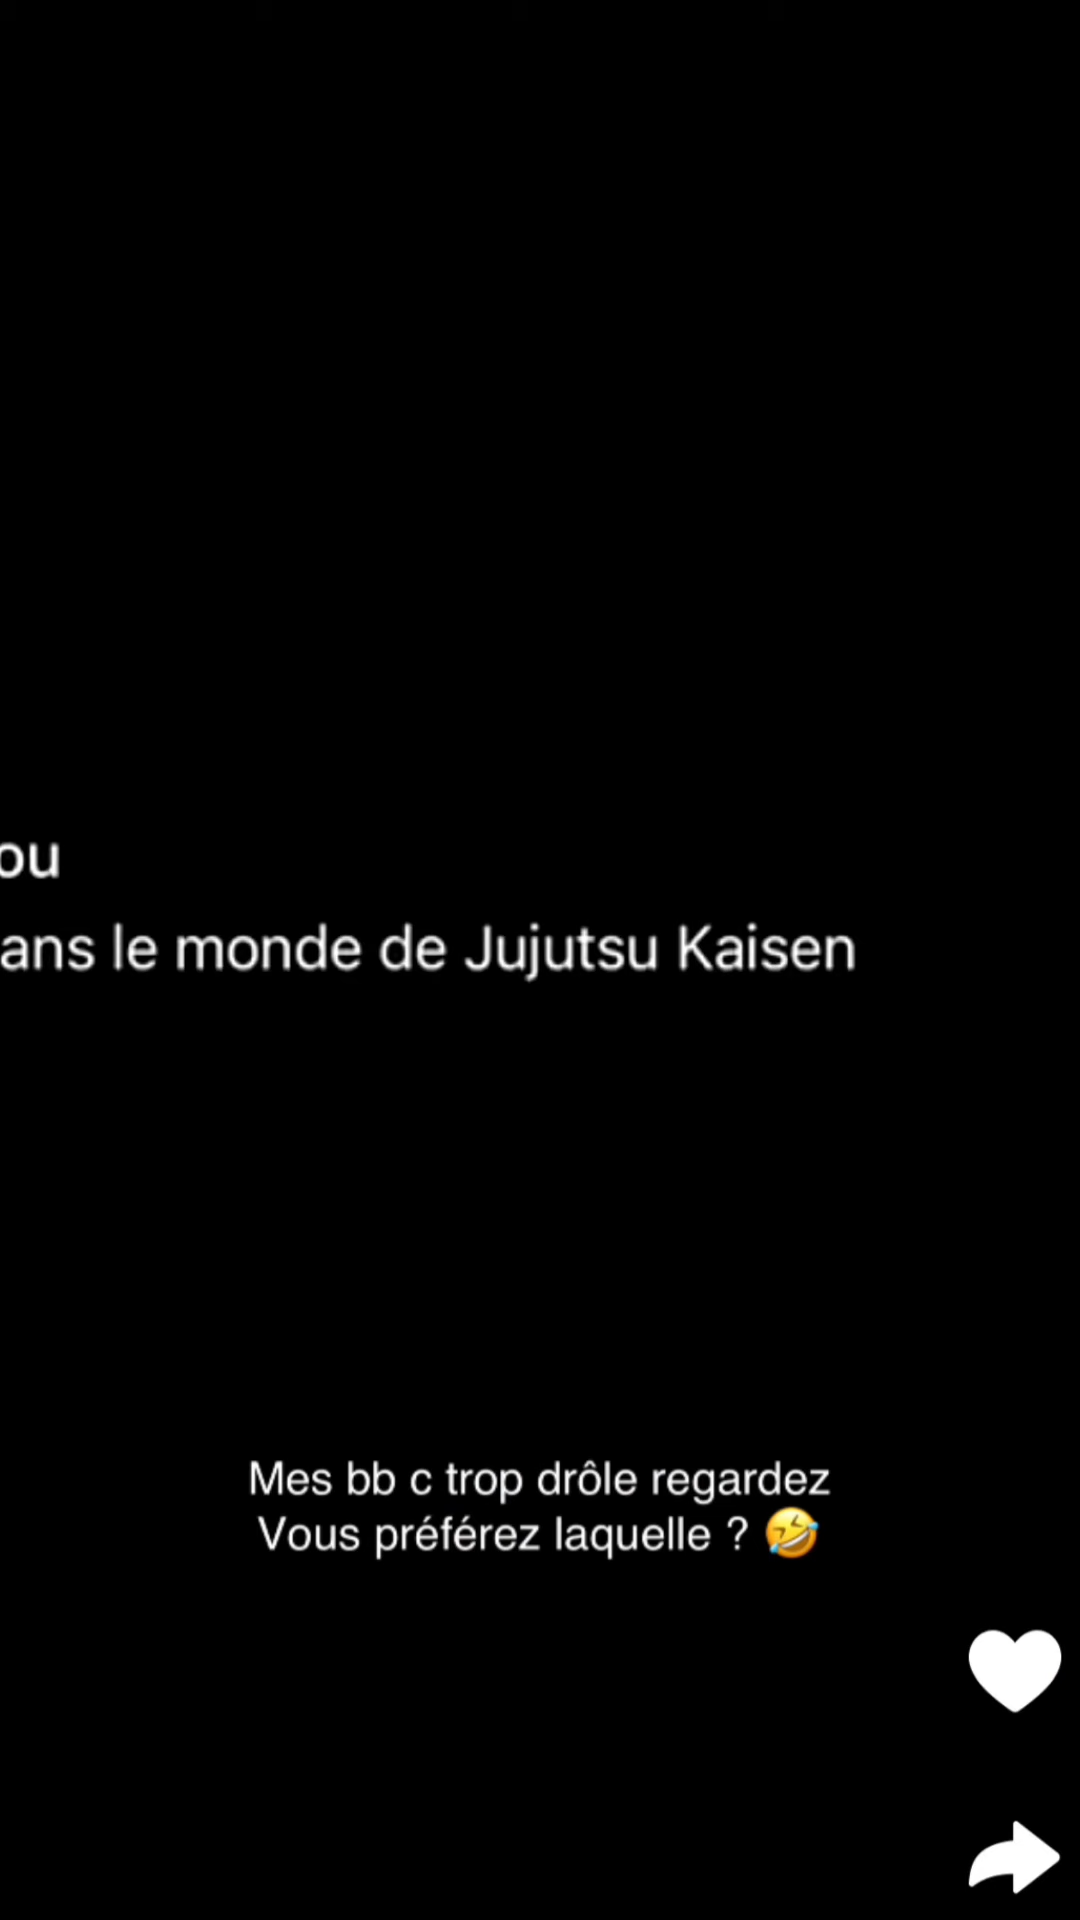 ou
ans le monde de Jujutsu Kaisen
Mes bb c trop drôle regardez
Vous préférez laquelle ? 🤣